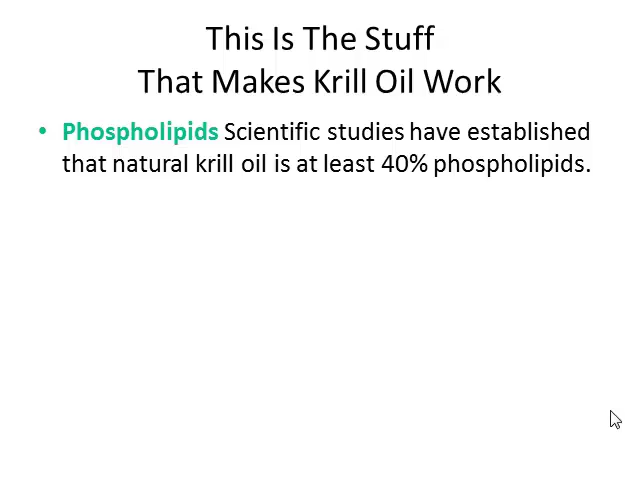 This Is The Stuff
That Makes Krill Oil Work
• Phospholipids Scientific studies have established
that natural krill oil is at least 40% phospholipids.